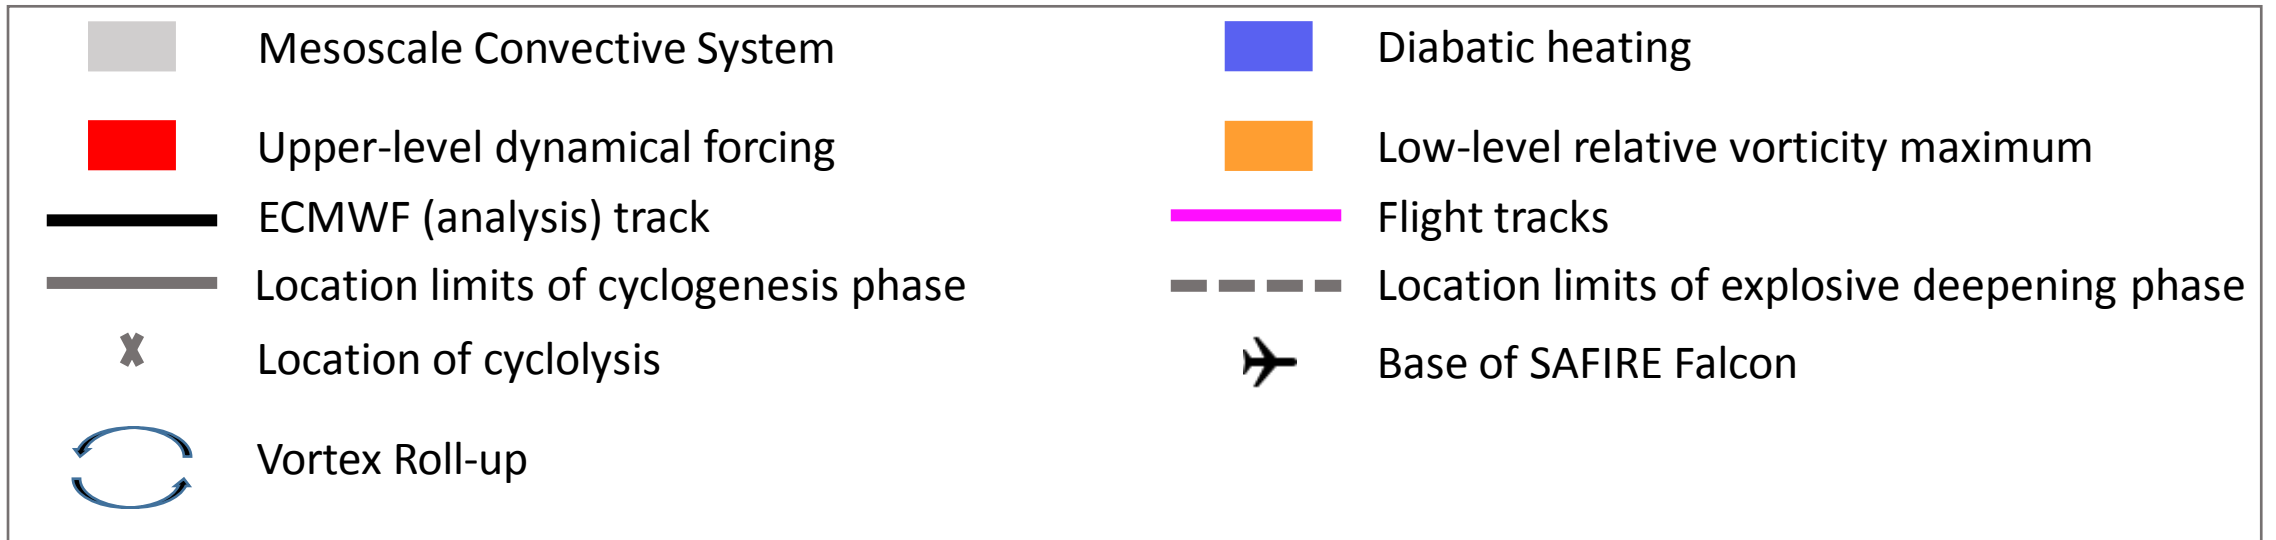 Mesoscale Convective System
Diabatic heating
Upper-level dynamical forcing
Low-level relative vorticity maximum
ECMWF (analysis) track
Flight tracks
Location limits of cyclogenesis phase
Location limits of explosive deepening phase
Location of cyclolysis
Base of SAFIRE Falcon
Vortex Roll-up